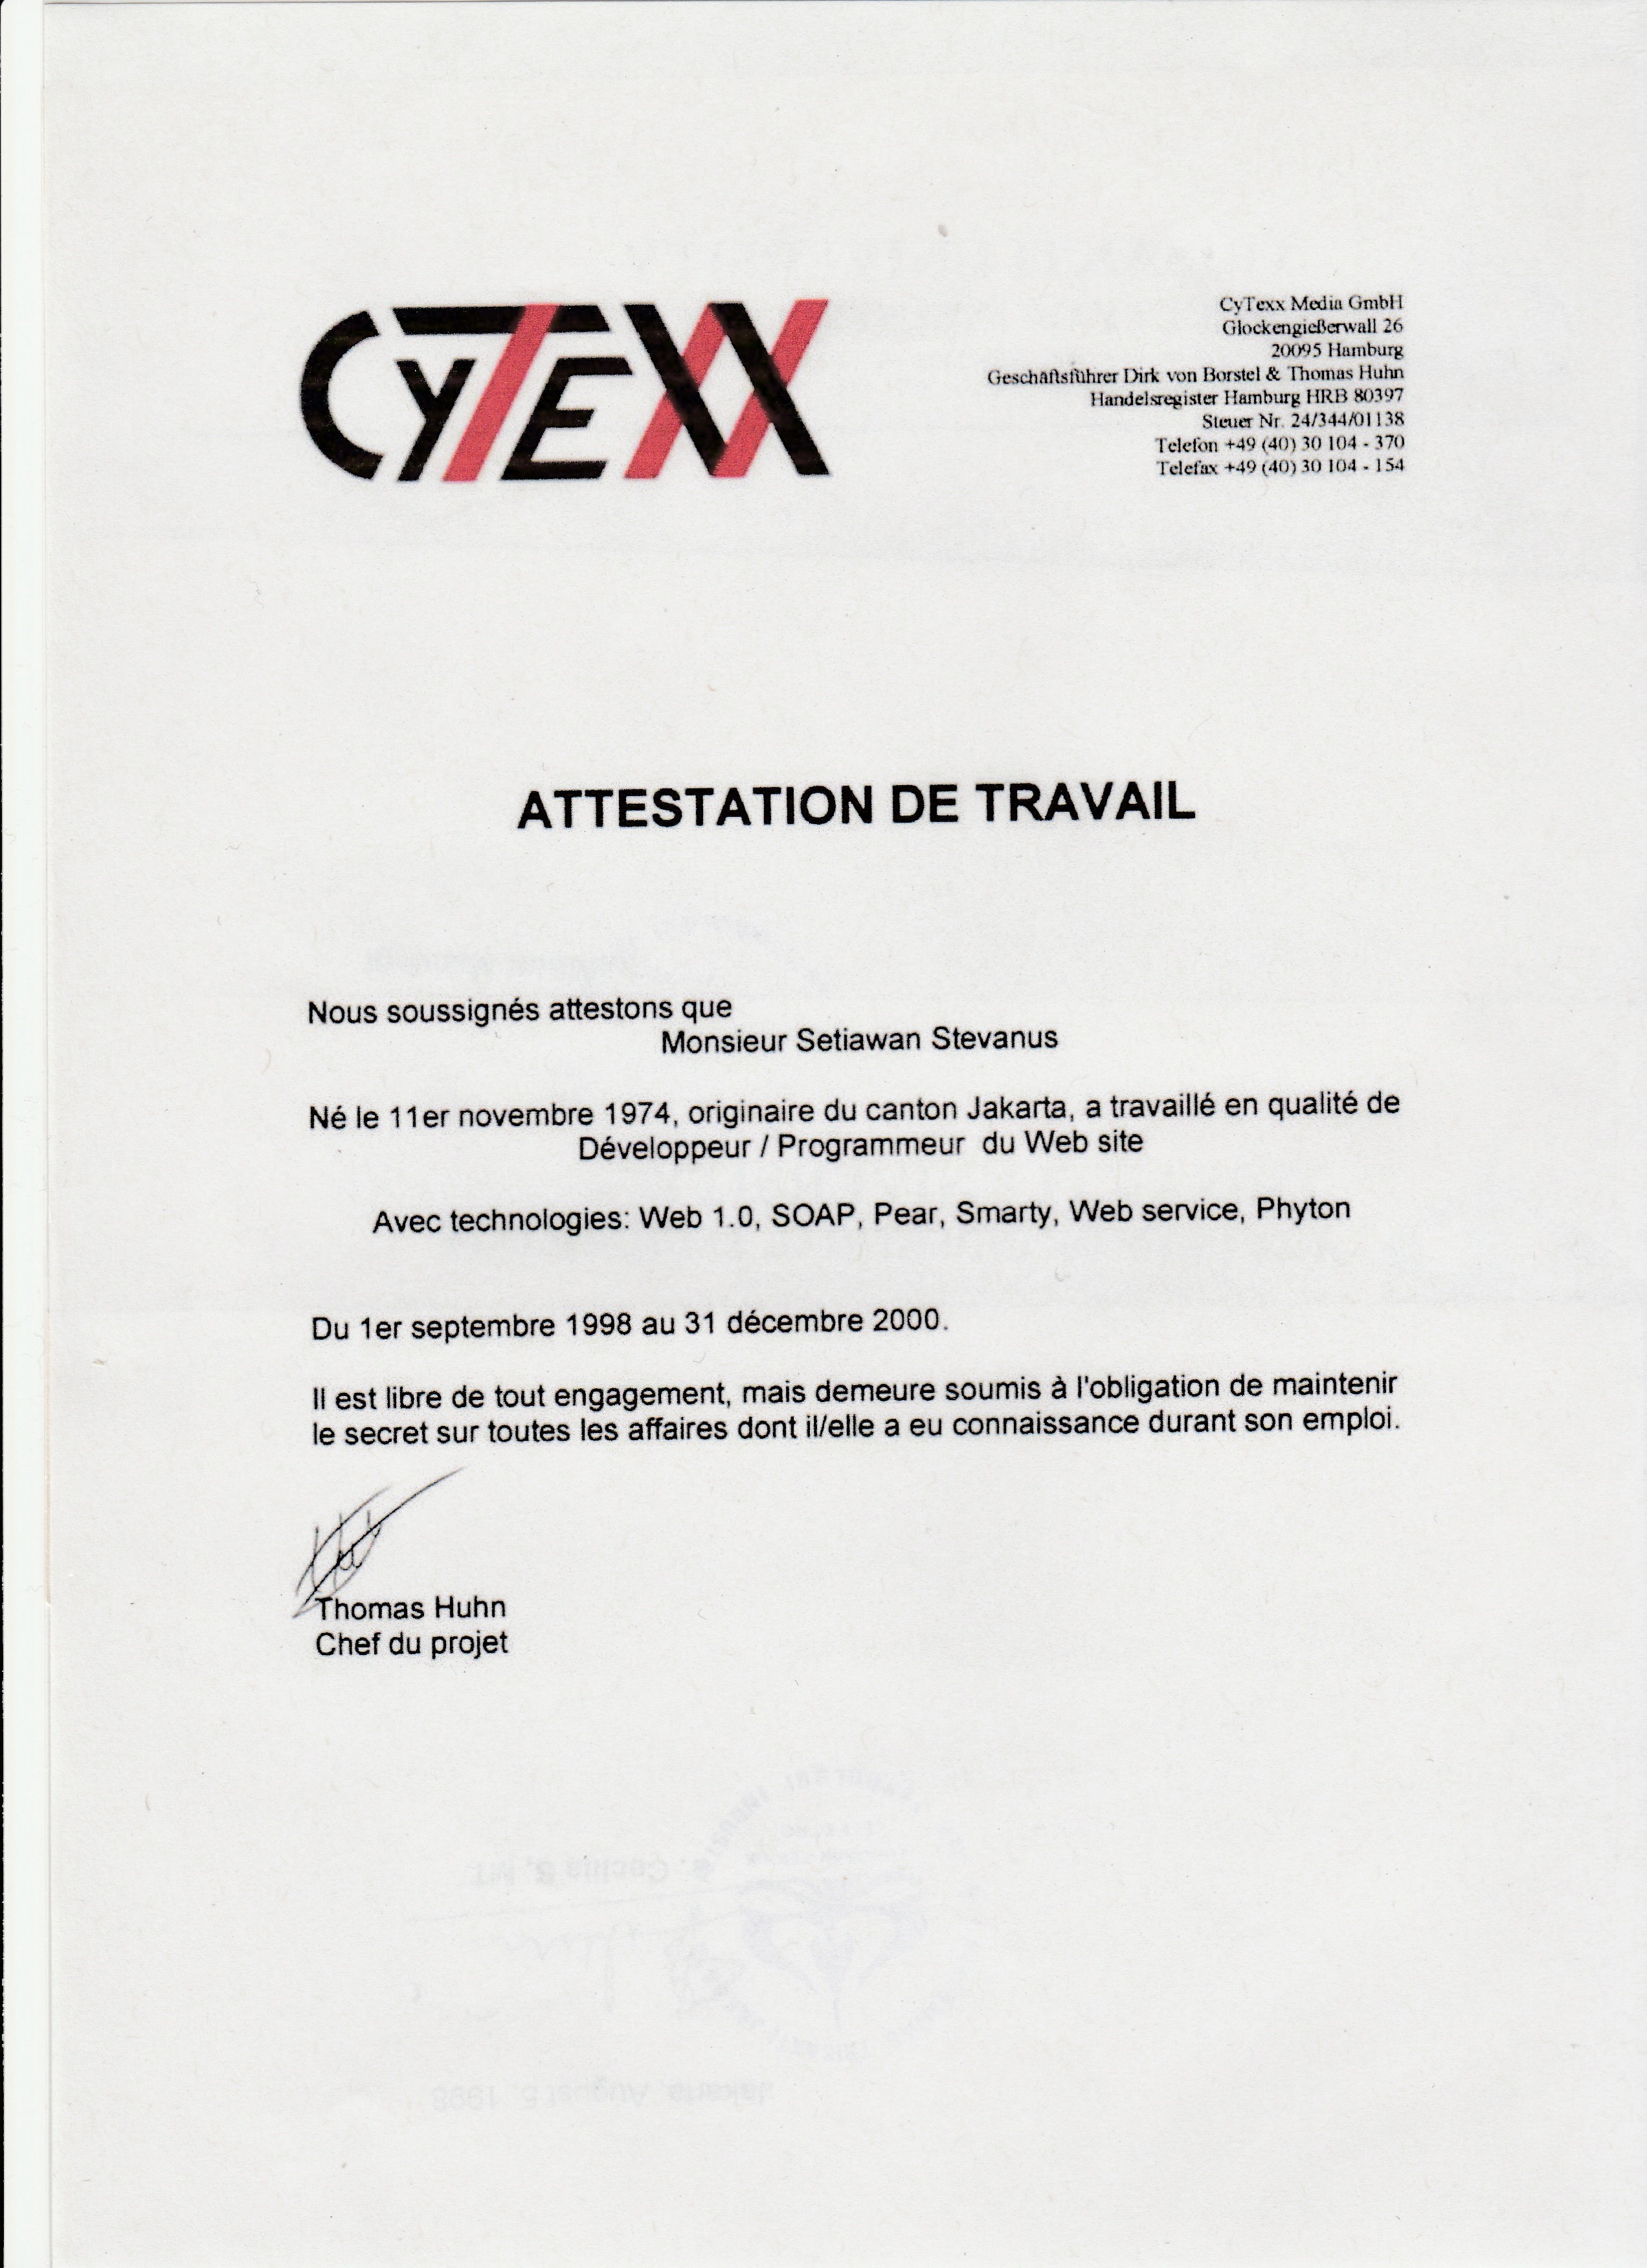 CYTEXX
CyTexx Media GmbH
Glockengießerwall 26
20095 Hamburg
Geschäftsführer Dirk von Borstel & Thomas Huhn
Handelsregister Hamburg HRB 80397
Steuer Nr. 24/344/01138
Telefon +49 (40) 30 104 - 370
Telefax +49 (40) 30 104 - 154
ATTESTATION DE TRAVAIL
Nous soussignés attestons que
Monsieur Setiawan Stevanus
Né le 11er novembre 1974, originaire du canton Jakarta, a travaillé en qualité de
Développeur / Programmeur du Web site
Avec technologies: Web 1.0, SOAP, Pear, Smarty, Web service, Phyton
Du 1er septembre 1998 au 31 décembre 2000.
Il est libre de tout engagement, mais demeure soumis à l'obligation de maintenir
le secret sur toutes les affaires dont il/elle a eu connaissance durant son emploi.
Thomas Huhn
Chef du projet